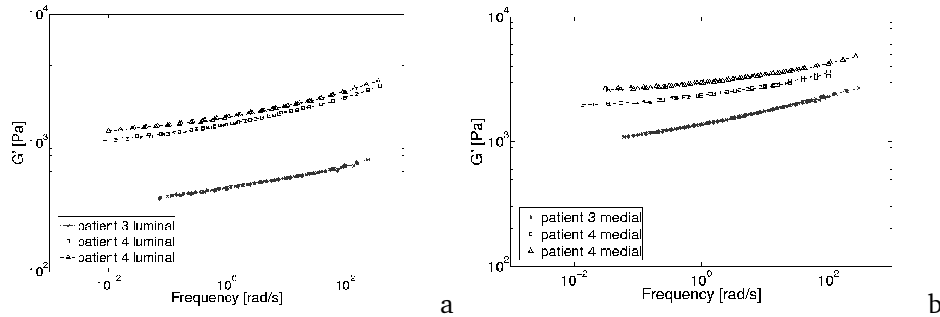 10^4
10^3
10^2
G' [Pa]
patient 3 luminal
patient 4 luminal
patient 4 luminal
10^-2
10^0
10^2
Frequency [rad/s]
a
10^4
10^3
10^2
G' [Pa]
patient 3 medial
patient 4 medial
patient 4 medial
10^-2
10^0
10^2
Frequency [rad/s]
b